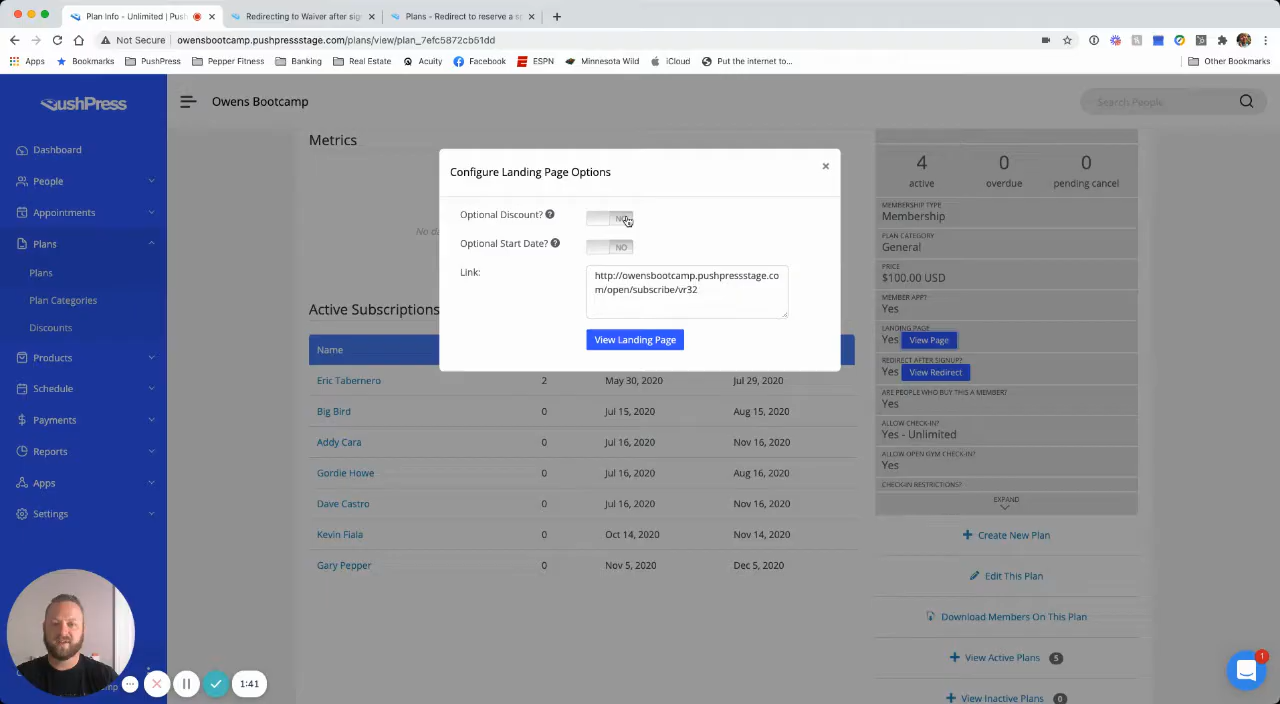 Plan Info - Unlimited | Push
Redirecting to Waiver after sig
Plans - Redirect to reserve a s
Not Secure | owensbootcamp.pushpressstage.com/plans/view/plan_7efc5872cb51dd
Apps
Bookmarks
PushPress
Pepper Fitness
Banking
Real Estate
Acuity
Facebook
ESPN
Minnesota Wild
iCloud
Put the internet to...
Other Bookmarks
PushPress
Owens Bootcamp
Search People
Dashboard
People
Appointments
Plans
Plans
Plan Categories
Discounts
Products
Schedule
Payments
Reports
Apps
Settings
Metrics
No da
Configure Landing Page Options
×
Optional Discount? ?
NO
Optional Start Date? ?
NO
Link:
http://owensbootcamp.pushpressstage.co
m/open/subscribe/vr32
View Landing Page
Active Subscriptions
Name
Eric Tabernero 2 May 30, 2020 Jul 29, 2020
Big Bird 0 Jul 15, 2020 Aug 15, 2020
Addy Cara 0 Jul 16, 2020 Nov 16, 2020
Gordie Howe 0 Jul 16, 2020 Aug 16, 2020
Dave Castro 0 Jul 16, 2020 Nov 16, 2020
Kevin Fiala 0 Oct 14, 2020 Nov 14, 2020
Gary Pepper 0 Nov 5, 2020 Dec 5, 2020
4 0 0
active overdue pending cancel
MEMBERSHIP TYPE
Membership
PLAN CATEGORY
General
PRICE
$100.00 USD
MEMBER APP?
Yes
LANDING PAGE
Yes View Page
REDIRECT AFTER SIGNUP?
Yes View Redirect
ARE PEOPLE WHO BUY THIS A MEMBER?
Yes
ALLOW CHECK-IN?
Yes - Unlimited
ALLOW OPEN GYM CHECK-IN?
Yes
CHECK-IN RESTRICTIONS?
EXPAND
Create New Plan
Edit This Plan
Download Members On This Plan
View Active Plans 5
View Inactive Plans 0
1:41
1